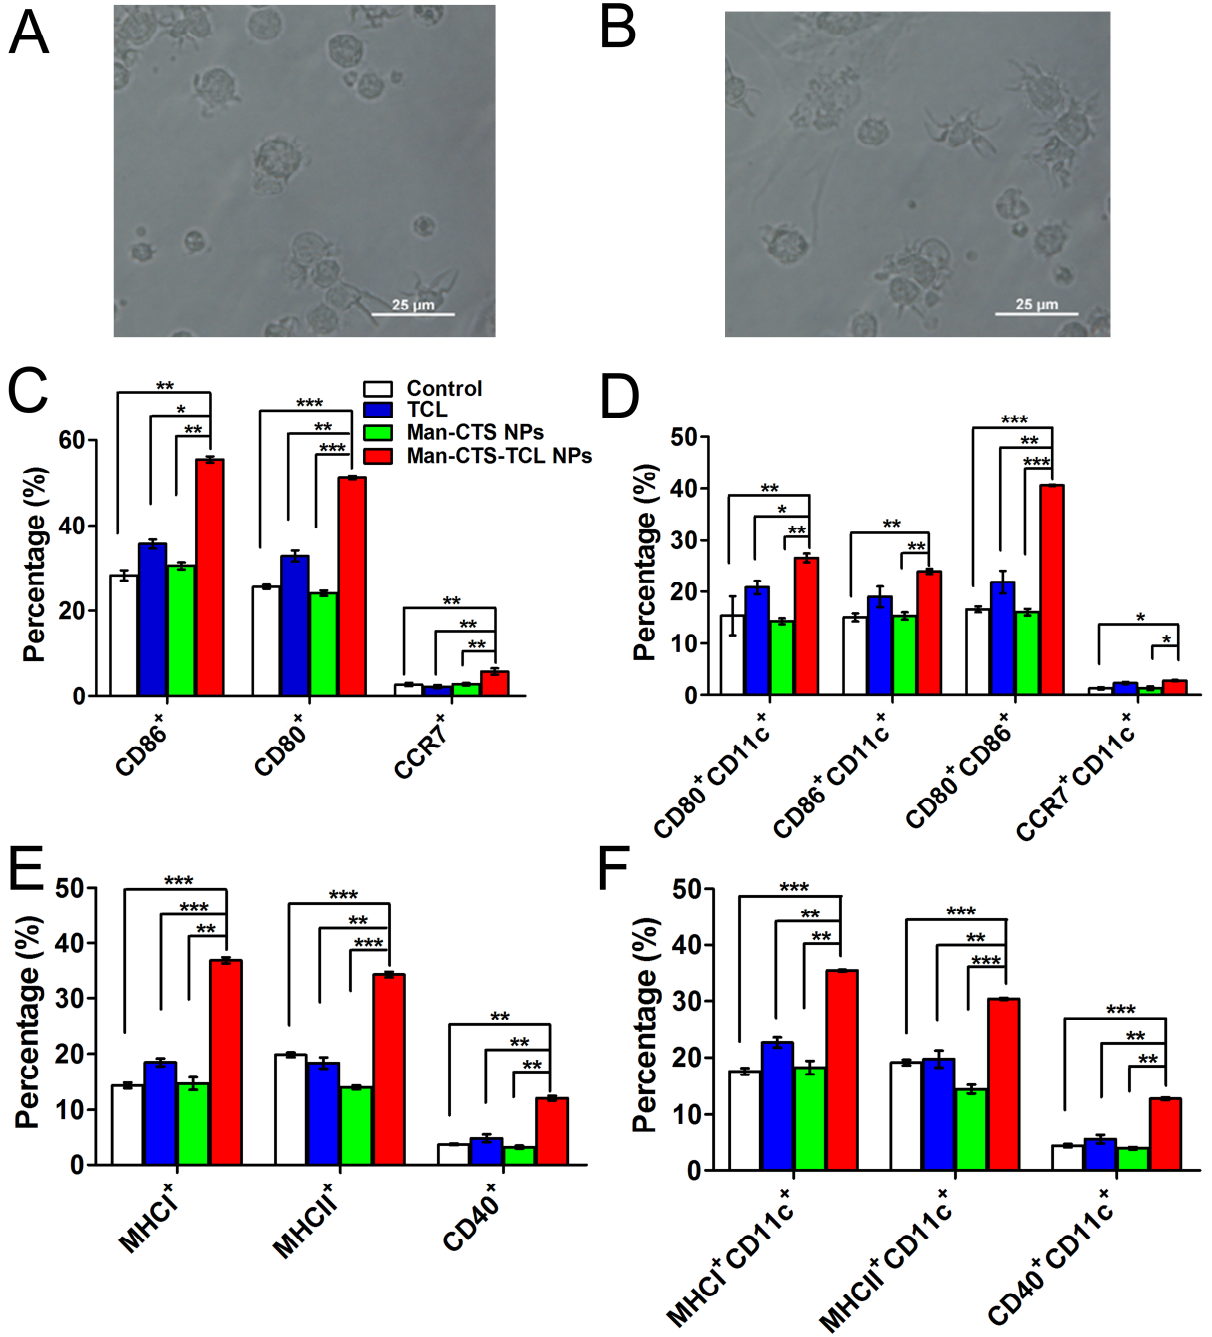 A
B
25 μm
25 μm
C
**
*
**
***
**
***
**
**
**
Control
TCL
Man-CTS NPs
Man-CTS-TCL NPs
Percentage (%)
60
40
20
0
CD86+
CD80+
CCR7+
D
**
*
**
**
**
***
**
***
*
*
Percentage (%)
50
40
30
20
10
0
CD80+CD11c+
CD86+CD11c+
CD80+CD86+
CCR7+CD11c+
E
***
***
**
***
**
***
**
**
**
Percentage (%)
50
40
30
20
10
0
MHCI+
MHCII+
CD40+
F
***
**
**
***
**
***
***
**
**
Percentage (%)
50
40
30
20
10
0
MHCI+CD11c+
MHCII+CD11c+
CD40+CD11c+